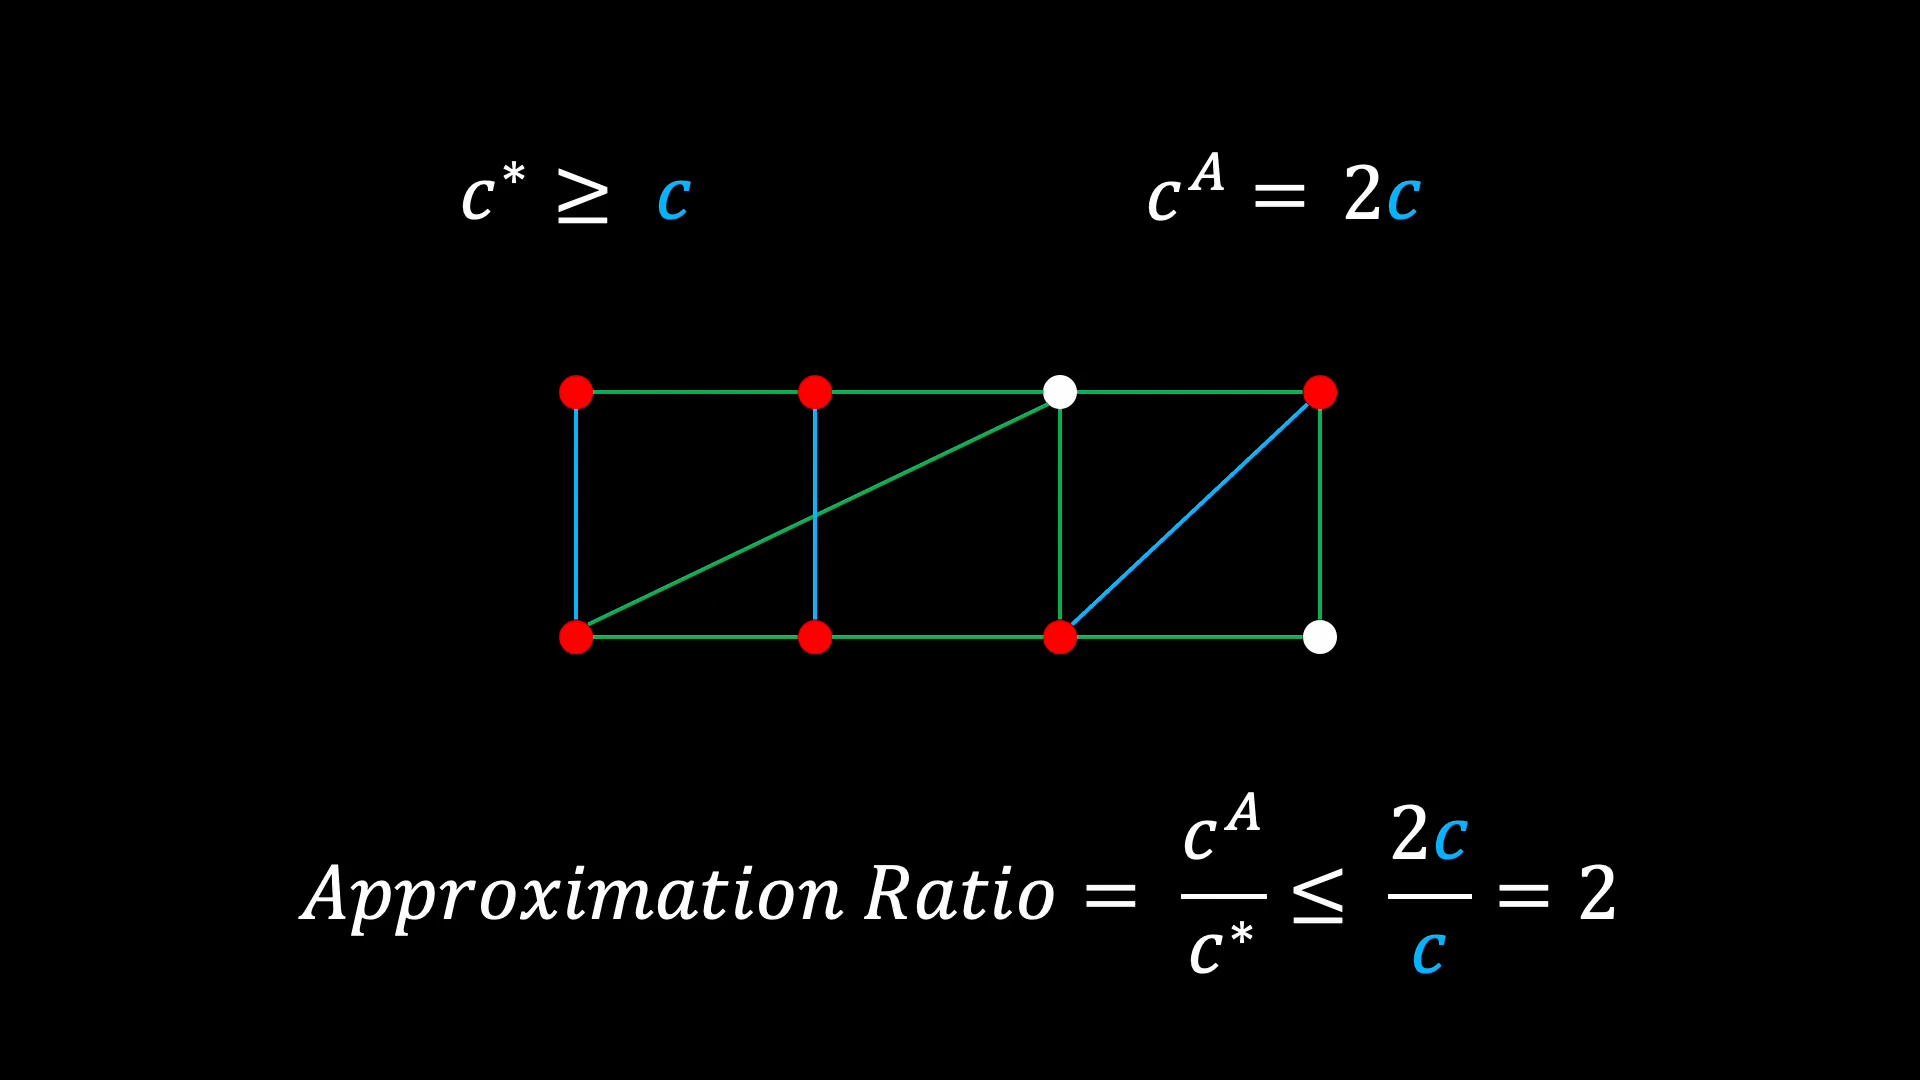 c* ≥ c
c^A = 2c
Approximation Ratio = c^A / c* ≤ 2c / c = 2